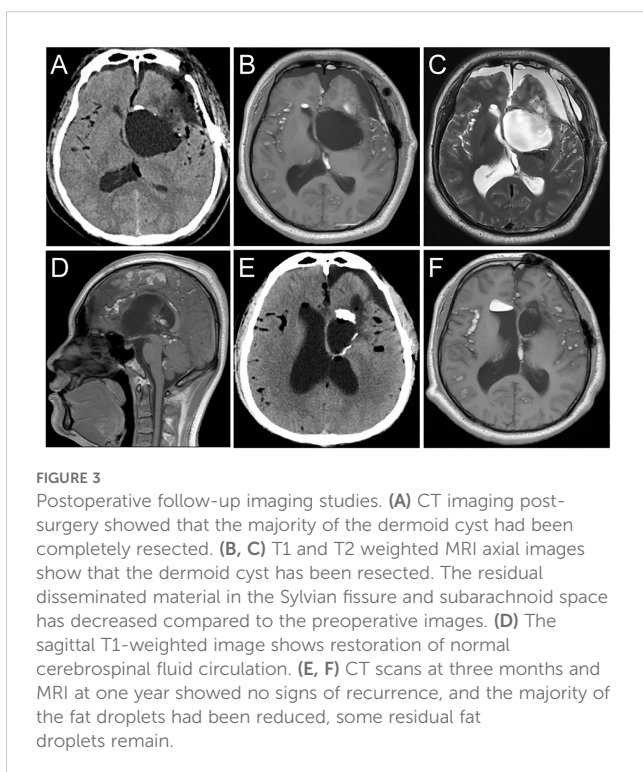 A
B
C
D
E
F
FIGURE 3
Postoperative follow-up imaging studies. (A) CT imaging post-
surgery showed that the majority of the dermoid cyst had been
completely resected. (B, C) T1 and T2 weighted MRI axial images
show that the dermoid cyst has been resected. The residual
disseminated material in the Sylvian fissure and subarachnoid space
has decreased compared to the preoperative images. (D) The
sagittal T1-weighted image shows restoration of normal
cerebrospinal fluid circulation. (E, F) CT scans at three months and
MRI at one year showed no signs of recurrence, and the majority of
the fat droplets had been reduced, some residual fat
droplets remain.